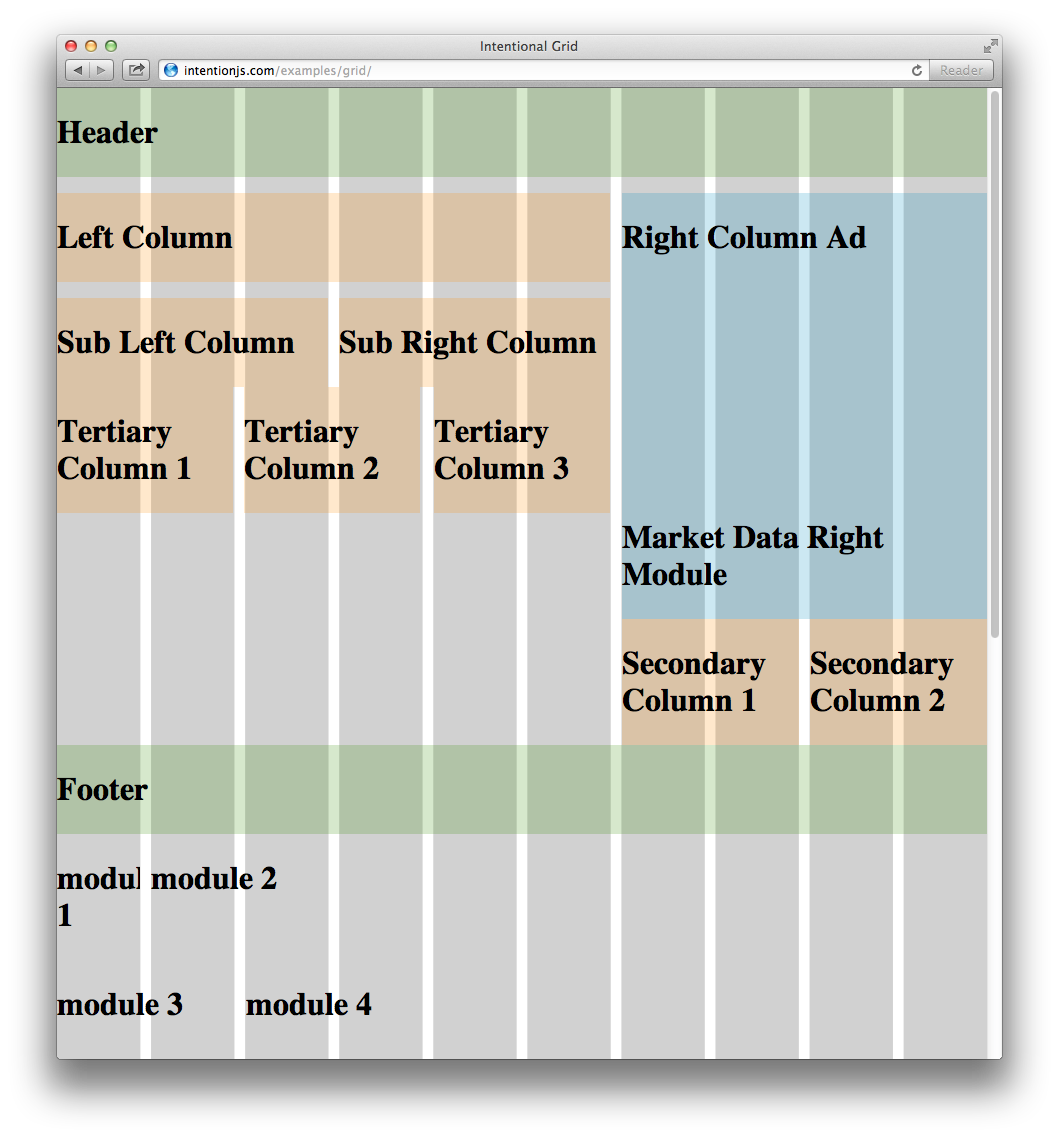 Intentional Grid
intentionjs.com/examples/grid/
Reader
Header
Left Column
Right Column Ad
Sub Left Column
Sub Right Column
Tertiary
Column 1
Tertiary
Column 2
Tertiary
Column 3
Market Data Right
Module
Secondary
Column 1
Secondary
Column 2
Footer
modul
1
module 2
module 3
module 4